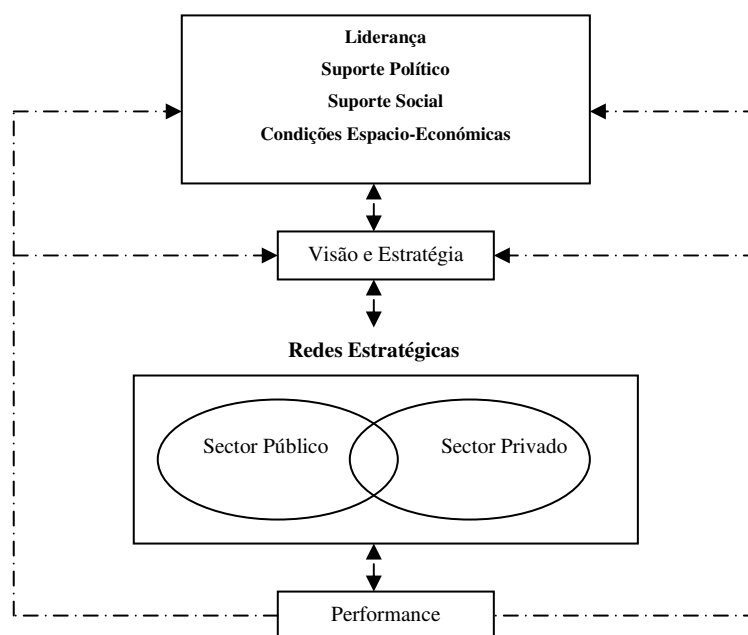 Liderança
Suporte Político
Suporte Social
Condições Espacio-Económicas
Visão e Estratégia
Redes Estratégicas
Sector Público
Sector Privado
Performance